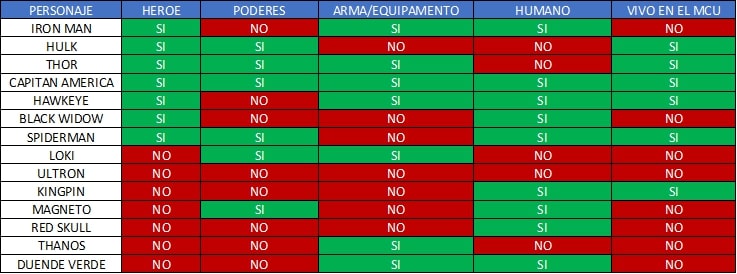 PERSONAJE HEROE PODERES ARMA/EQUIPAMENTO HUMANO VIVO EN EL MCU
IRON MAN SI NO SI SI NO
HULK SI SI NO NO SI
THOR SI SI SI NO SI
CAPITAN AMERICA SI SI SI SI SI
HAWKEYE SI NO SI SI SI
BLACK WIDOW SI NO NO SI NO
SPIDERMAN SI SI NO SI SI
LOKI NO SI SI NO NO
ULTRON NO NO NO NO NO
KINGPIN NO NO NO SI SI
MAGNETO NO SI NO SI NO
RED SKULL NO NO NO SI NO
THANOS NO NO SI NO NO
DUENDE VERDE NO NO SI SI NO